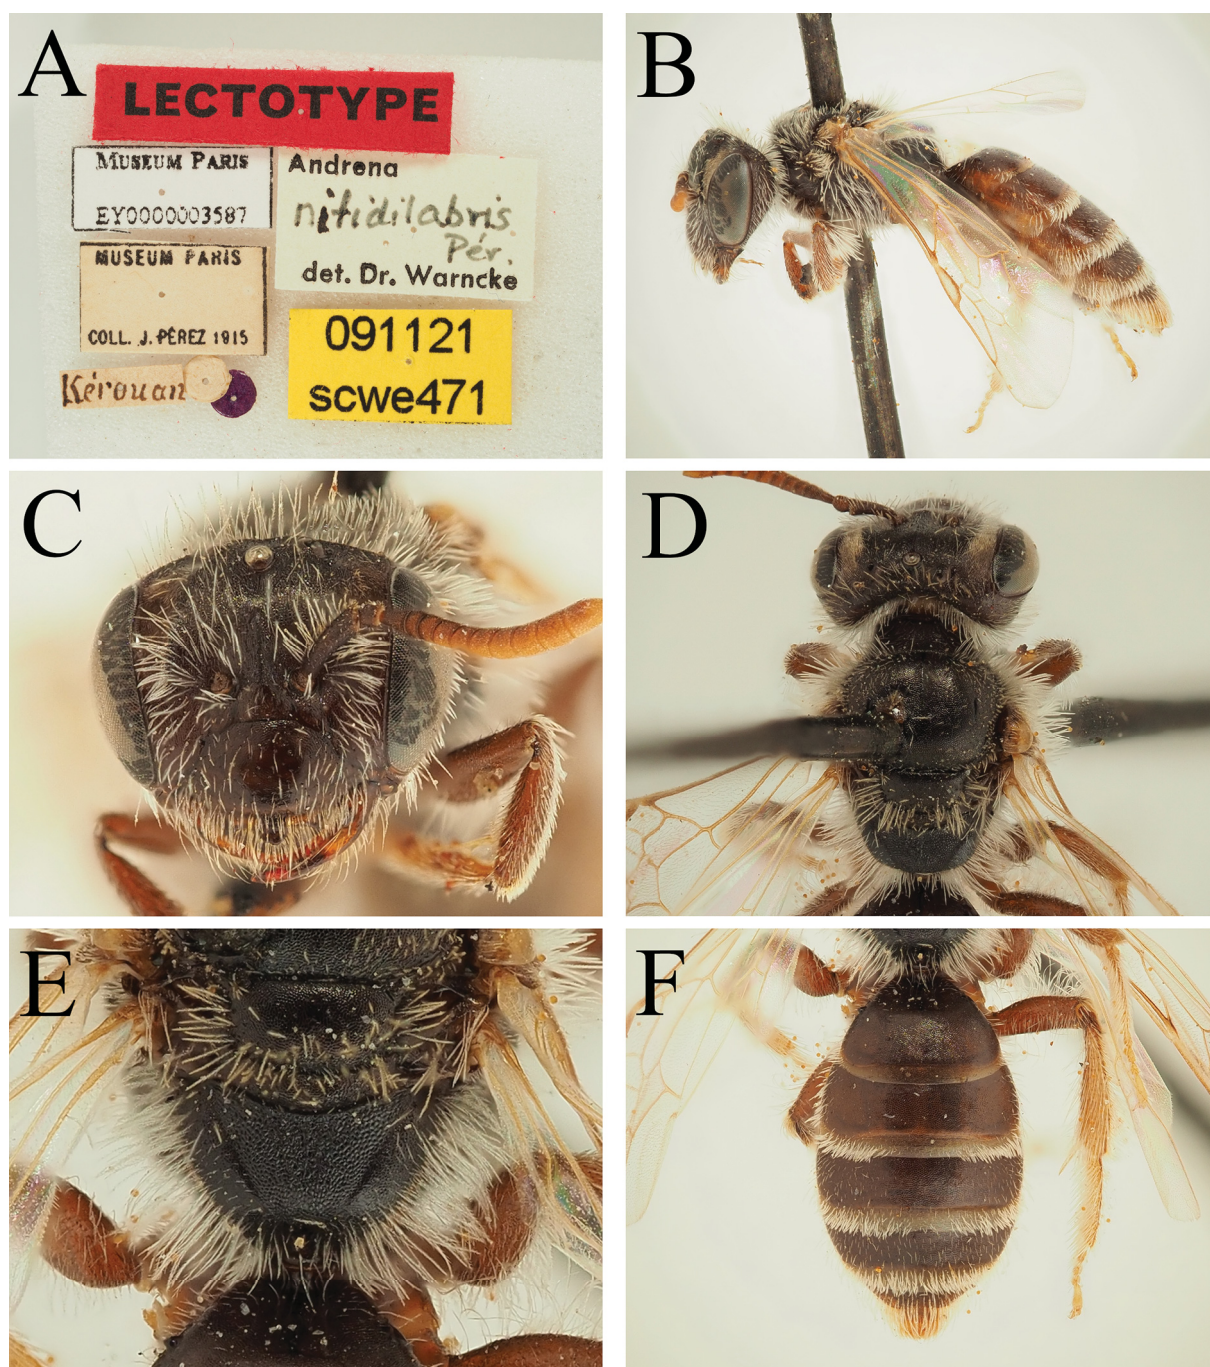 A
LECTOTYPE
MUSEUM PARIS
EY0000003587
MUSEUM PARIS
COLL. J. PÉREZ 1915
Kérouan
Andrena
nitidilabris
Pér.
det. Dr. Warncke
091121
scwe471
B
C
D
E
F